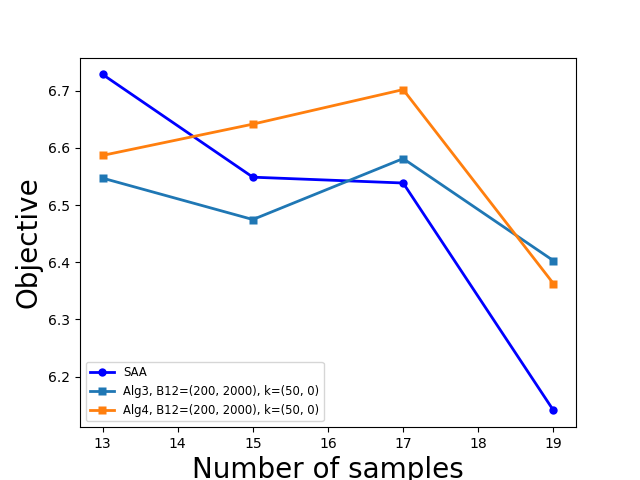 6.7
6.6
6.5
6.4
6.3
6.2
Objective
SAA
Alg3, B12=(200, 2000), k=(50, 0)
Alg4, B12=(200, 2000), k=(50, 0)
13 14 15 16 17 18 19
Number of samples